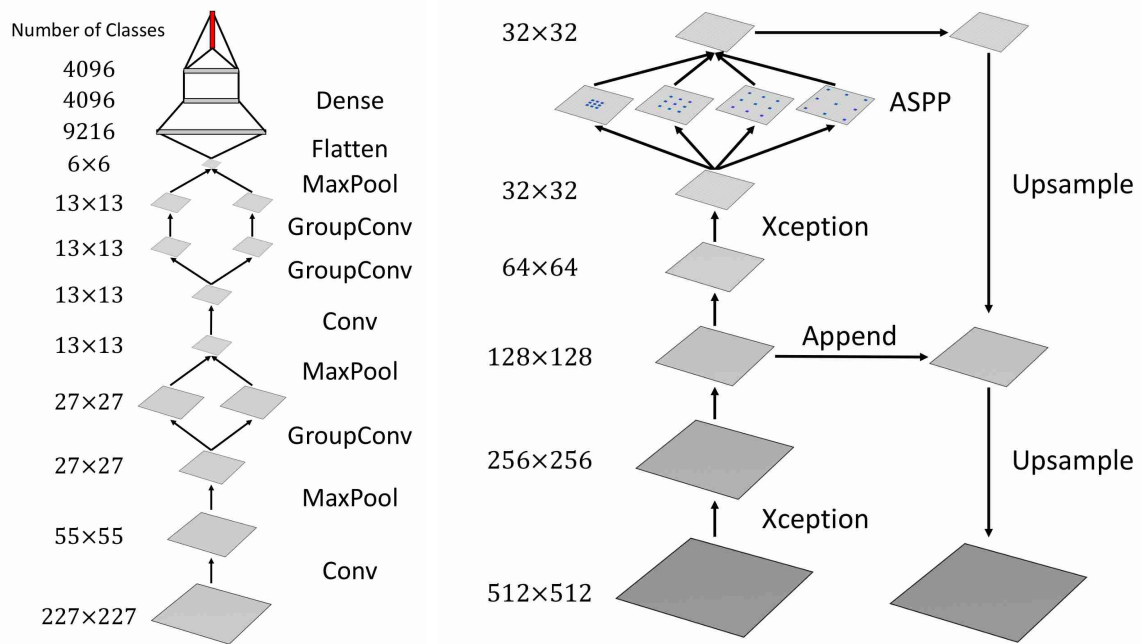 Number of Classes
4096
4096
Dense
9216
Flatten
6×6
MaxPool
13×13
GroupConv
13×13
GroupConv
13×13
Conv
13×13
MaxPool
27×27
GroupConv
27×27
MaxPool
55×55
Conv
227×227
32×32
ASPP
32×32
Upsample
Xception
64×64
Append
128×128
256×256
Upsample
Xception
512×512